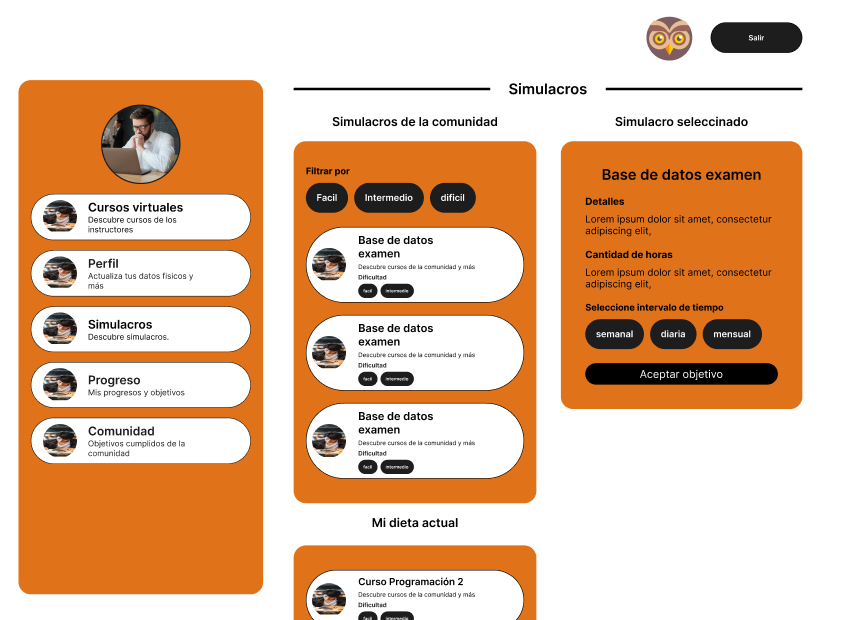 Salir
Cursos virtuales
Descubre cursos de los
instructores
Perfil
Actualiza tus datos fisicos y
más
Simulacros
Descubre simulacros.
Progreso
Mis progresos y objetivos
Comunidad
Objetivos cumplidos de la
comunidad
Simulacros
Simulacros de la comunidad
Filtrar por
Facil Intermedio dificil
Base de datos
examen
Descubre cursos de la comunidad y más
Dificultad
facil intermedio
Base de datos
examen
Descubre cursos de la comunidad y más
Dificultad
facil intermedio
Base de datos
examen
Descubre cursos de la comunidad y más
Dificultad
facil intermedio
Mi dieta actual
Curso Programación 2
Descubre cursos de la comunidad y más
Dificultad
facil intermedio
Simulacro seleccinado
Base de datos examen
Detalles
Lorem ipsum dolor sit amet, consectetur
adipiscing elit,
Cantidad de horas
Lorem ipsum dolor sit amet, consectetur
adipiscing elit,
Seleccione intervalo de tiempo
semanal diaria mensual
Aceptar objetivo